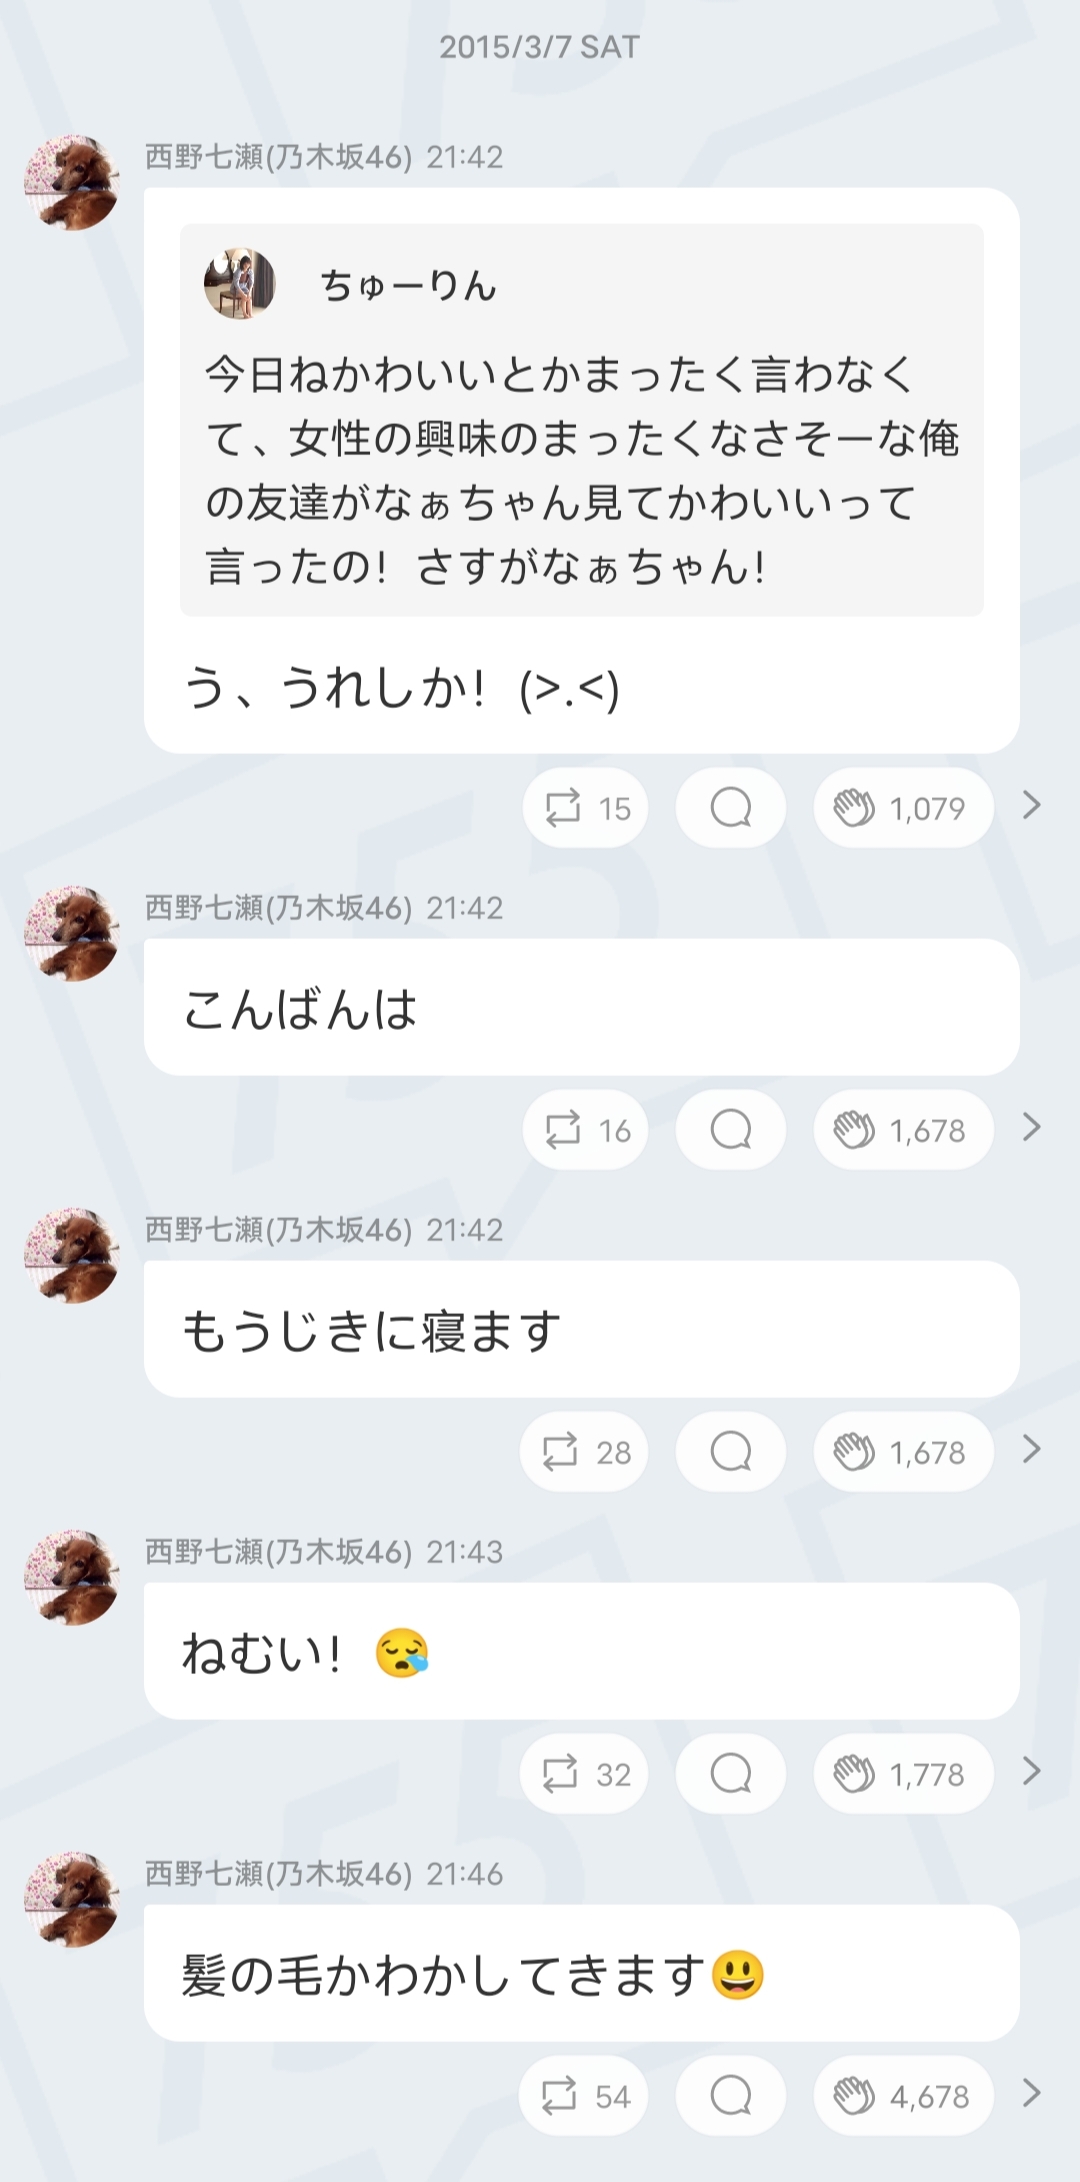 2015/3/7 SAT
西野七瀬(乃木坂46) 21:42
ちゅーりん
今日ねかわいいとかまったく言わなく
て、女性の興味のまったくなさそーな俺
の友達がなぁちゃん見てかわいいって
言ったの！さすがなぁちゃん！
う、うれしか！(>.<)
15 1,079
西野七瀬(乃木坂46) 21:42
こんばんは
16 1,678
西野七瀬(乃木坂46) 21:42
もうじきに寝ます
28 1,678
西野七瀬(乃木坂46) 21:43
ねむい！😪
32 1,778
西野七瀬(乃木坂46) 21:46
髪の毛かわかしてきます😃
54 4,678